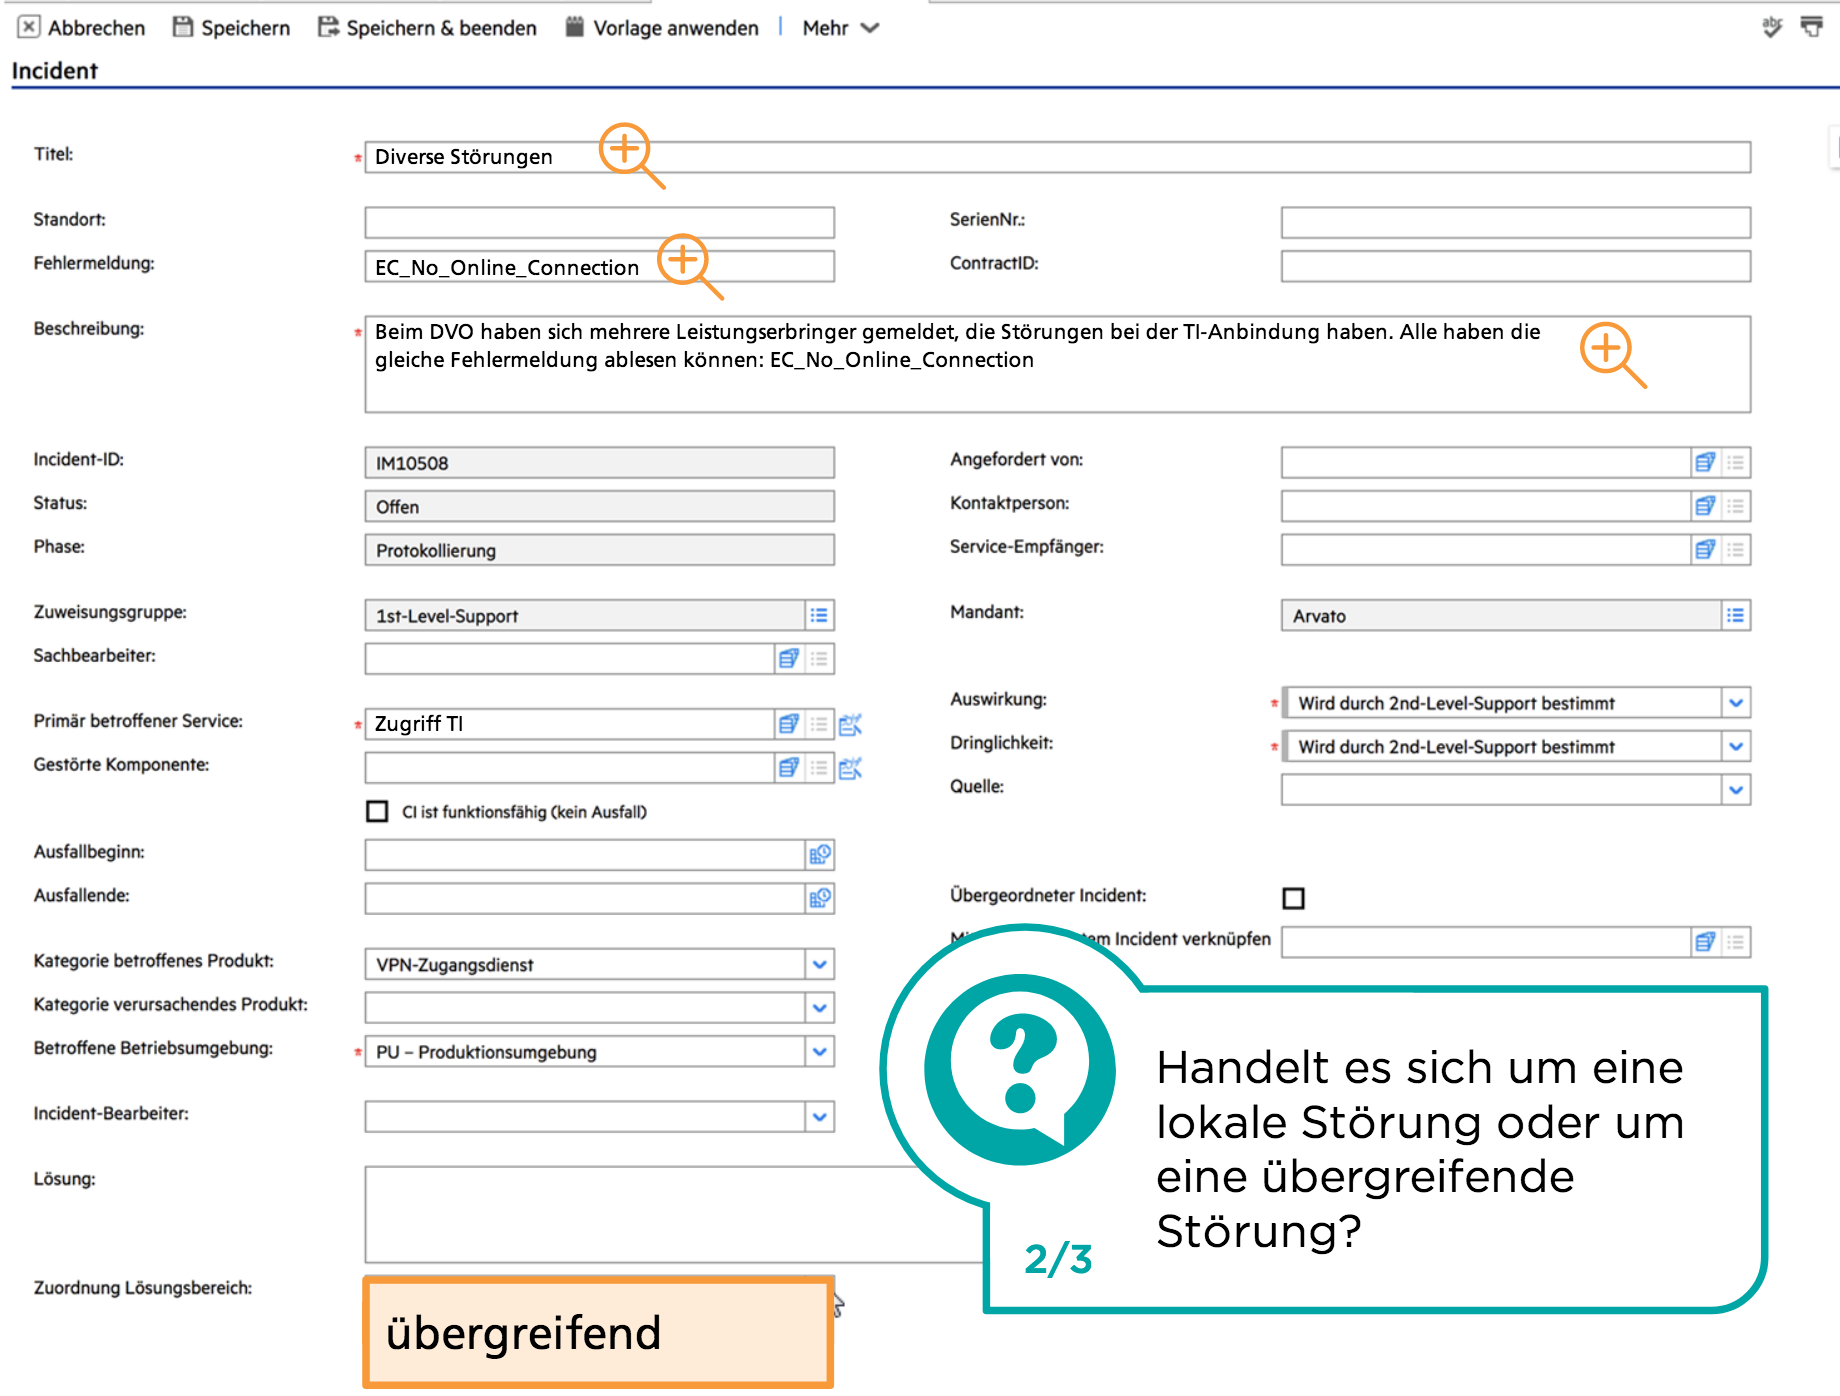 Abbrechen Speichern Speichern & beenden Vorlage anwenden | Mehr
Incident
Titel: * Diverse Störungen
Standort: SerienNr.:
Fehlermeldung: EC_No_Online_Connection ContractID:
Beschreibung: * Beim DVO haben sich mehrere Leistungserbringer gemeldet, die Störungen bei der TI-Anbindung haben. Alle haben die
gleiche Fehlermeldung ablesen können: EC_No_Online_Connection
Incident-ID: IM10508 Angefordert von:
Status: Offen Kontaktperson:
Phase: Protokollierung Service-Empfänger:
Zuweisungsgruppe: 1st-Level-Support Mandant: Arvato
Sachbearbeiter:
Auswirkung: * Wird durch 2nd-Level-Support bestimmt
Primär betroffener Service: * Zugriff TI
Dringlichkeit: * Wird durch 2nd-Level-Support bestimmt
Gestörte Komponente:
Quelle:
CI ist funktionsfähig (kein Ausfall)
Ausfallbeginn:
Ausfallende: Übergeordneter Incident:
Incident verknüpfen
Kategorie betroffenes Produkt: VPN-Zugangsdienst
Kategorie verursachendes Produkt:
Betroffene Betriebsumgebung: * PU – Produktionsumgebung
Incident-Bearbeiter:
Lösung:
Zuordnung Lösungsbereich: übergreifend
Handelt es sich um eine
lokale Störung oder um
eine übergreifende
Störung?
2/3